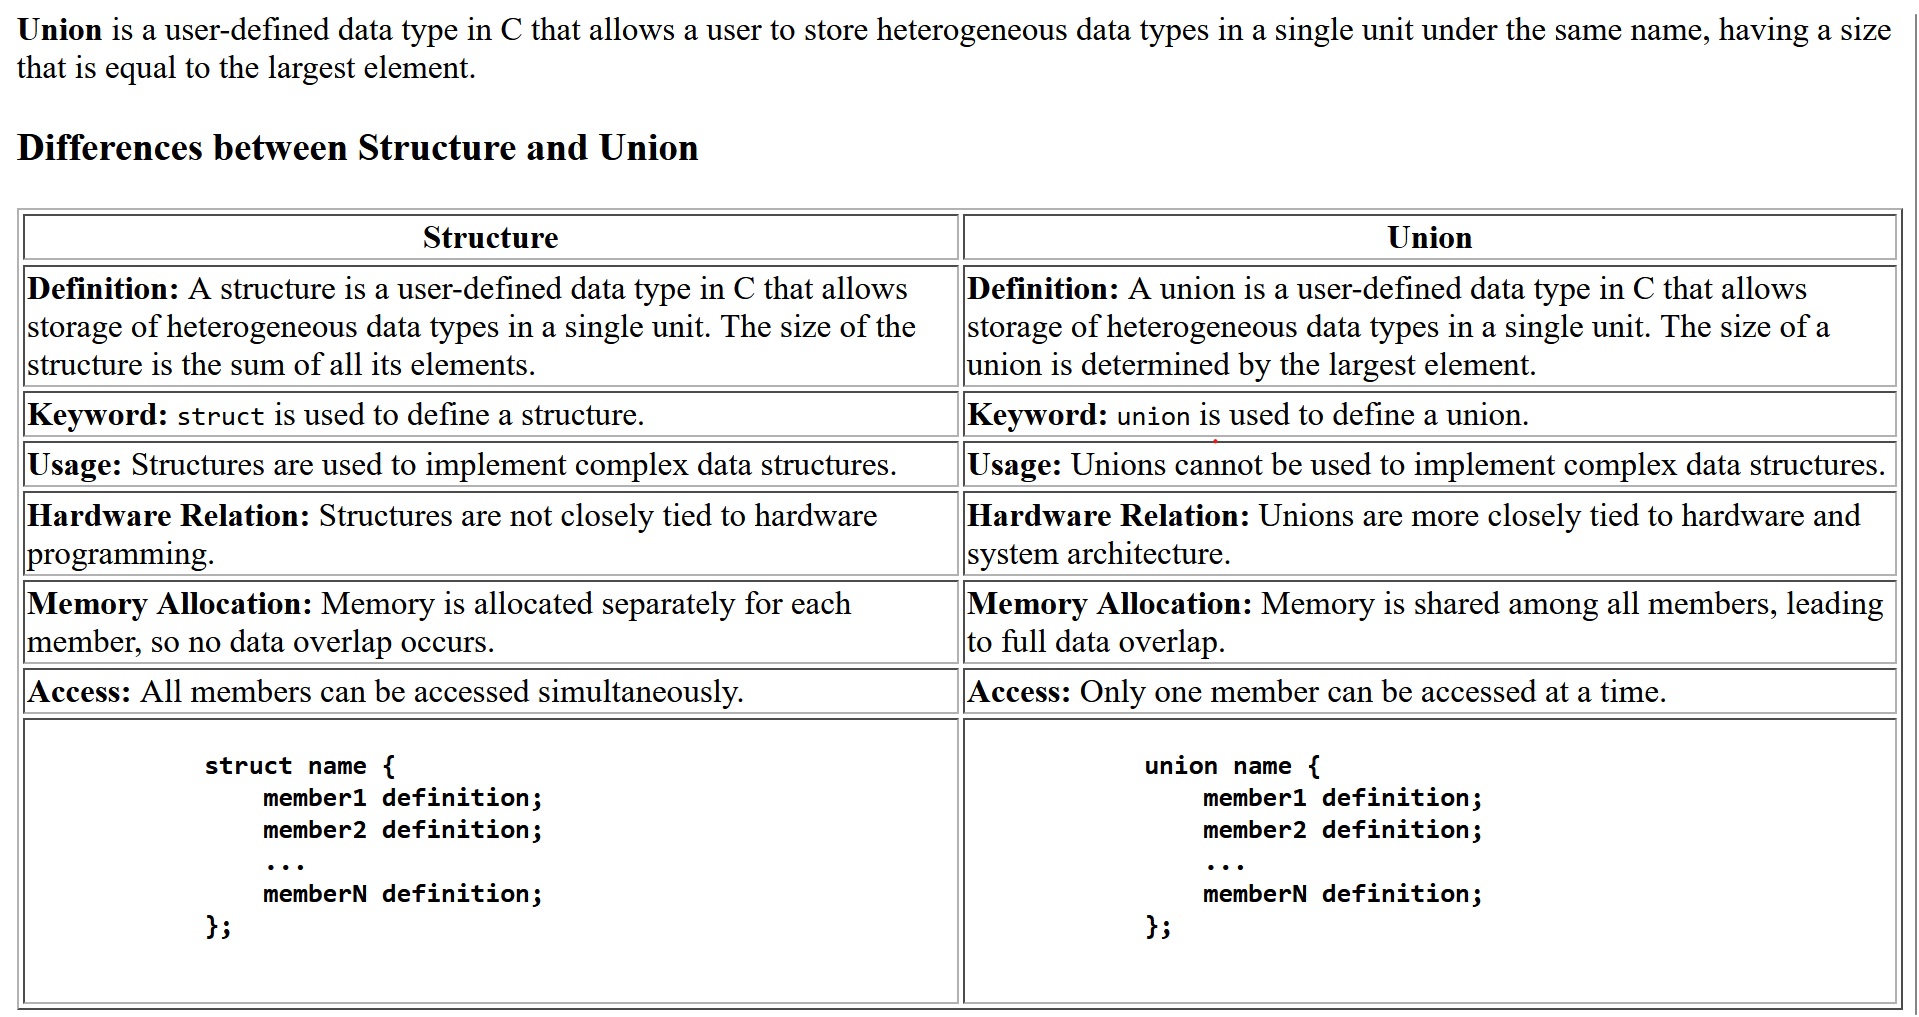 Union is a user-defined data type in C that allows a user to store heterogeneous data types in a single unit under the same name, having a size
that is equal to the largest element.
Differences between Structure and Union
Structure
Union
Definition: A structure is a user-defined data type in C that allows
storage of heterogeneous data types in a single unit. The size of the
structure is the sum of all its elements.
Definition: A union is a user-defined data type in C that allows
storage of heterogeneous data types in a single unit. The size of a
union is determined by the largest element.
Keyword: struct is used to define a structure.
Keyword: union is used to define a union.
Usage: Structures are used to implement complex data structures.
Usage: Unions cannot be used to implement complex data structures.
Hardware Relation: Structures are not closely tied to hardware
programming.
Hardware Relation: Unions are more closely tied to hardware and
system architecture.
Memory Allocation: Memory is allocated separately for each
member, so no data overlap occurs.
Memory Allocation: Memory is shared among all members, leading
to full data overlap.
Access: All members can be accessed simultaneously.
Access: Only one member can be accessed at a time.
struct name {
    member1 definition;
    member2 definition;
    ...
    memberN definition;
};
union name {
    member1 definition;
    member2 definition;
    ...
    memberN definition;
};